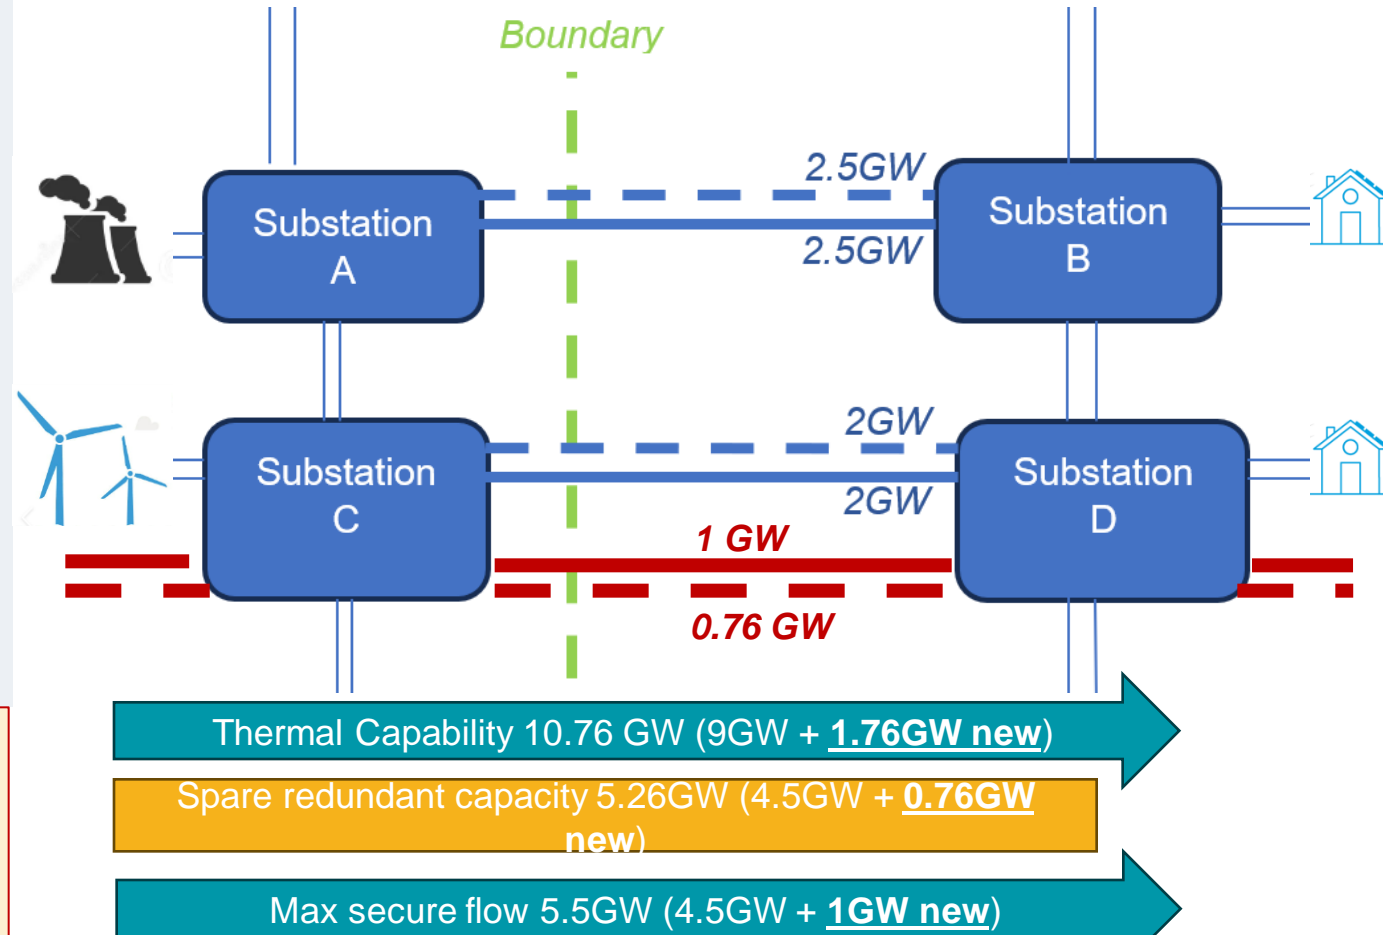 Boundary
2.5GW
Substation
A
2.5GW
Substation
B
2GW
Substation
C
2GW
Substation
D
1 GW
0.76 GW
Thermal Capability 10.76 GW (9GW + 1.76GW new)
Spare redundant capacity 5.26GW (4.5GW + 0.76GW
new)
Max secure flow 5.5GW (4.5GW + 1GW new)